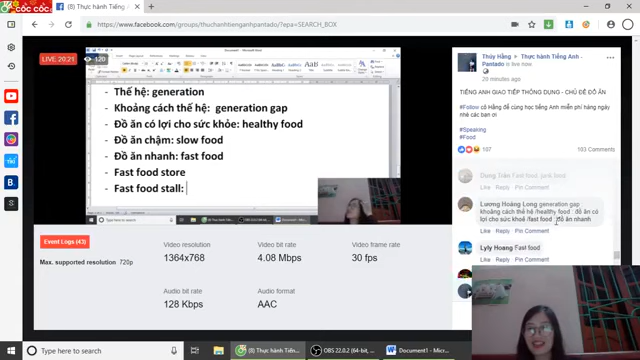 CỐC CỐC
(8) Thực hành Tiếng A
https://www.facebook.com/groups/thuchanhtienganhpantado/?epa=SEARCH_BOX
LIVE: 20:21
120
- Thế hệ: generation
- Khoảng cách thế hệ: generation gap
- Đồ ăn có lợi cho sức khỏe: healthy food
- Đồ ăn chậm: slow food
- Đồ ăn nhanh: fast food
- Fast food store
- Fast food stall:
Event Logs (43)
Max. supported resolution 720p
Video resolution
1364x768
Video bit rate
4.08 Mbps
Video frame rate
30 fps
Audio bit rate
128 Kbps
Audio format
AAC
Thúy Hằng ▸ Thực hành Tiếng Anh - Pantado
is live now
20 minutes ago
TIẾNG ANH GIAO TIẾP THÔNG DỤNG - CHỦ ĐỀ ĐỒ ĂN
#Follow cô Hằng để cùng học tiếng Anh miễn phí hàng ngày
nhé các bạn ơi
#Speaking
#Food
107
103 Comments
Dung Trần Fast food, junk food
Like Reply Pin Comment
Lương Hoàng Long generation gap
khoảng cách thế hệ /healthy food : đồ ăn có
lợi cho sức khoẻ /fast food : đồ ăn nhanh
Like Reply Pin Comment
Lyly Hoang Fast food
Like Reply Pin Comment
Type here to search
(8) Thực hành Tiến...
OBS 22.0.2 (64-bit, ...
Document1 - Micr...